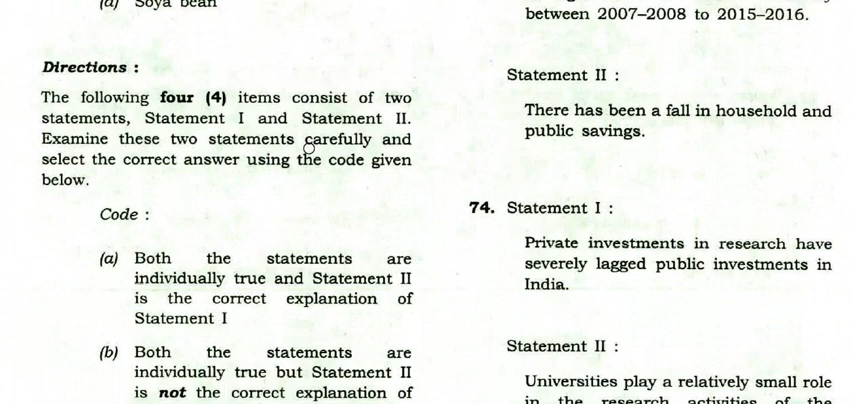 (d) Soya bean
Directions :
The following four (4) items consist of two
statements, Statement I and Statement II.
Examine these two statements carefully and
select the correct answer using the code given
below.
Code :
(a) Both the statements are
individually true and Statement II
is the correct explanation of
Statement I
(b) Both the statements are
individually true but Statement II
is not the correct explanation of
between 2007–2008 to 2015–2016.
Statement II :
There has been a fall in household and
public savings.
74. Statement I :
Private investments in research have
severely lagged public investments in
India.
Statement II :
Universities play a relatively small role
in the research activities of the